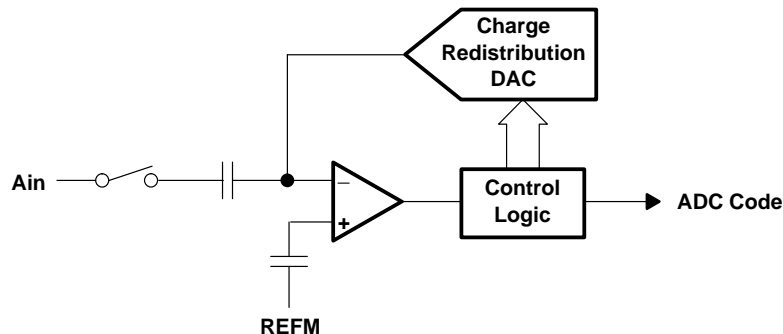 Charge
Redistribution
DAC
Ain
−
+
Control
Logic
ADC Code
REFM